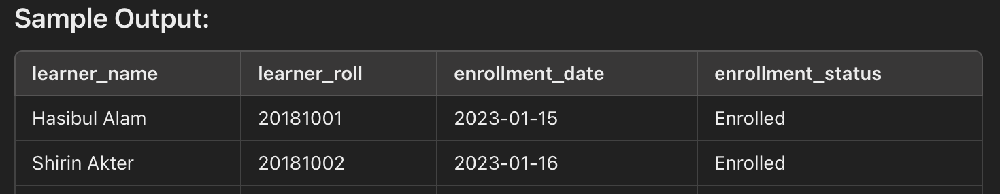 Sample Output:
learner_name learner_roll enrollment_date enrollment_status
Hasibul Alam 20181001 2023-01-15 Enrolled
Shirin Akter 20181002 2023-01-16 Enrolled